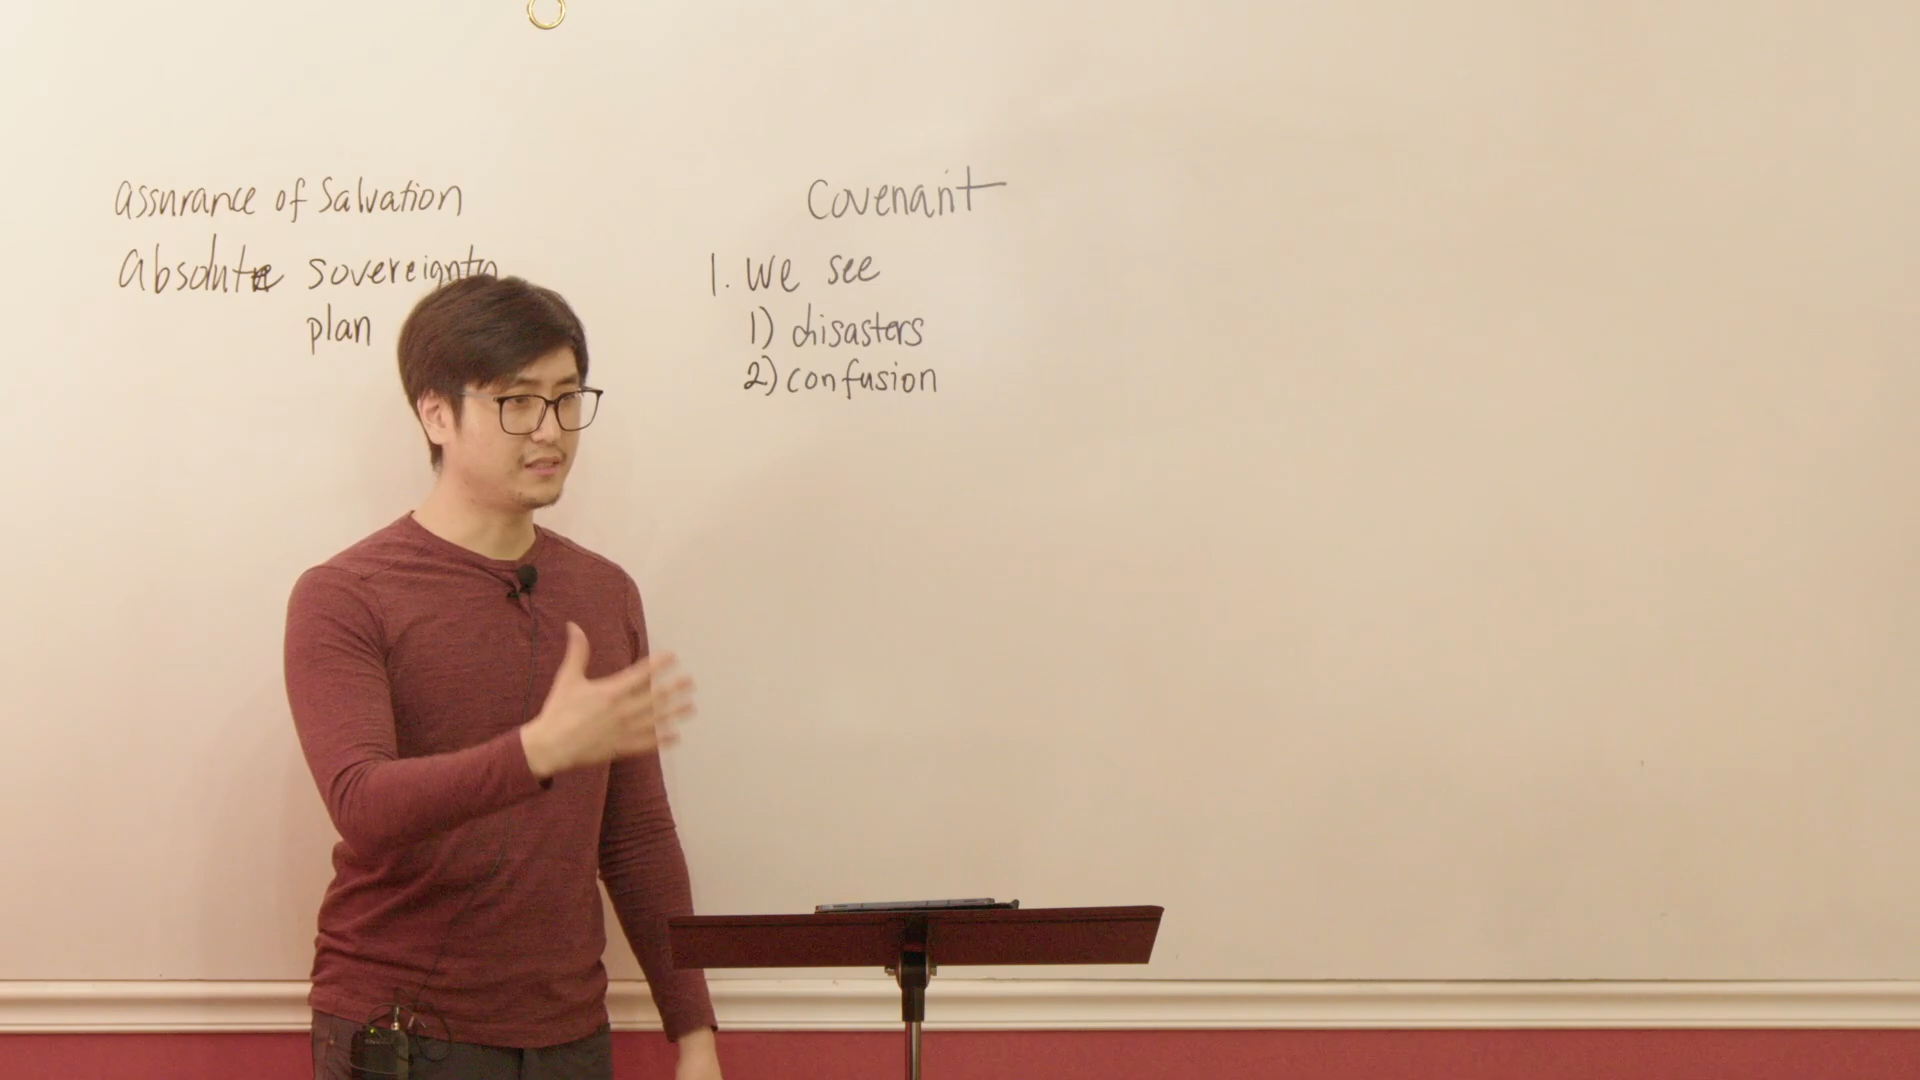 assurance of Salvation
Absolute sovereignty
plan
Covenant
1. We see
1) disasters
2) confusion